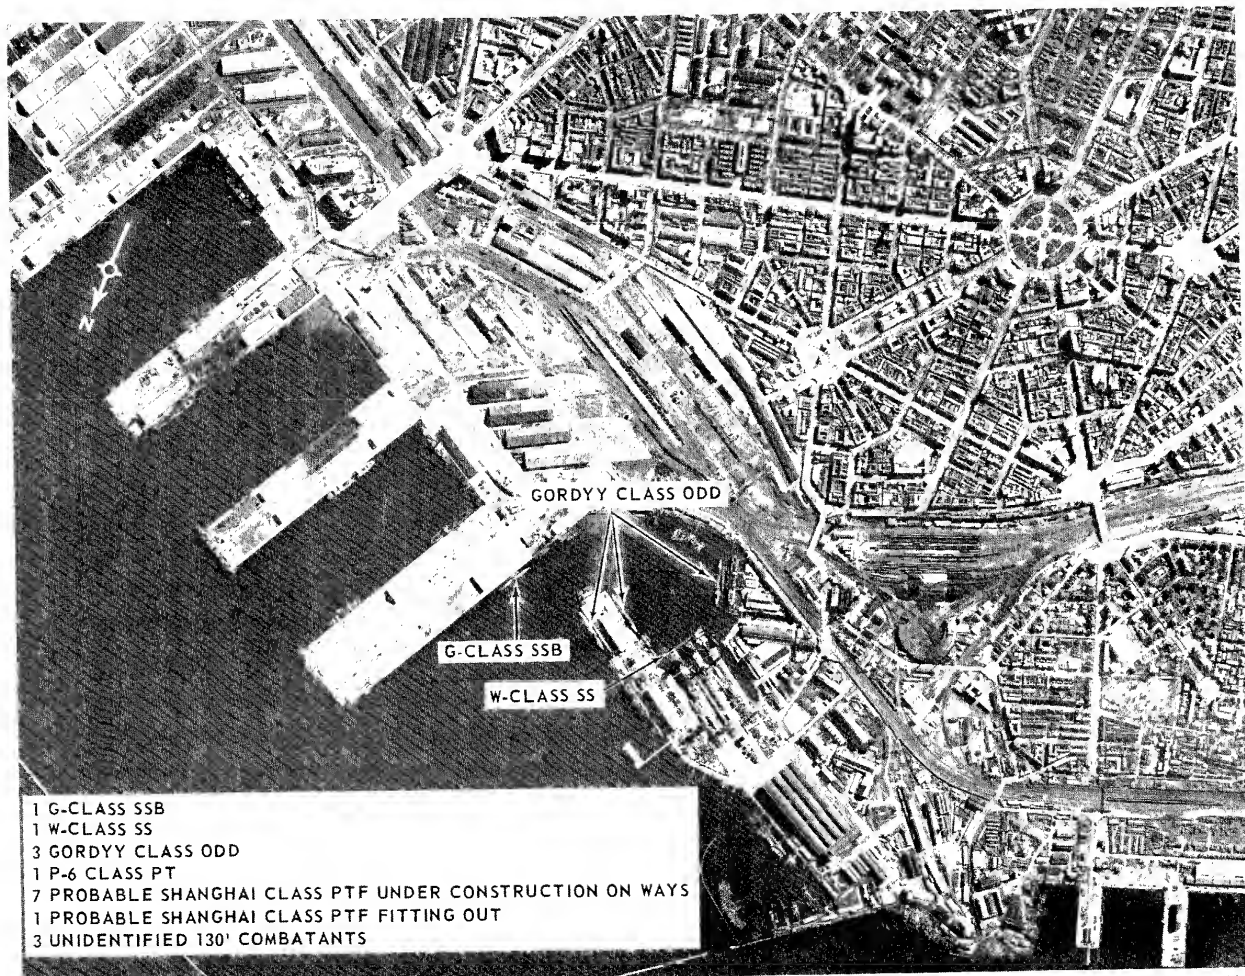 N
GORDYY CLASS ODD
G-CLASS SSB
W-CLASS SS
1 G-CLASS SSB
1 W-CLASS SS
3 GORDYY CLASS ODD
1 P-6 CLASS PT
7 PROBABLE SHANGHAI CLASS PTF UNDER CONSTRUCTION ON WAYS
1 PROBABLE SHANGHAI CLASS PTF FITTING OUT
3 UNIDENTIFIED 130' COMBATANTS